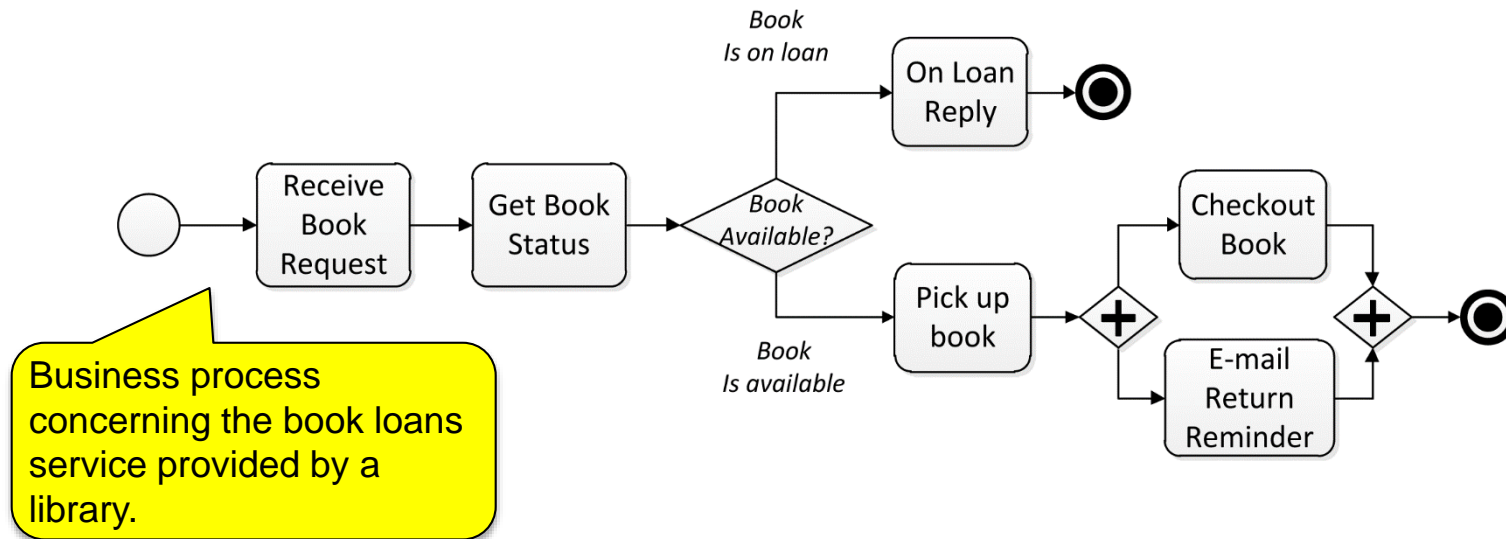 Book
Is on loan
On Loan
Reply
Receive
Book
Request
Get Book
Status
Book
Available?
Checkout
Book
Pick up
book
Book
Is available
E-mail
Return
Reminder
Business process
concerning the book loans
service provided by a
library.